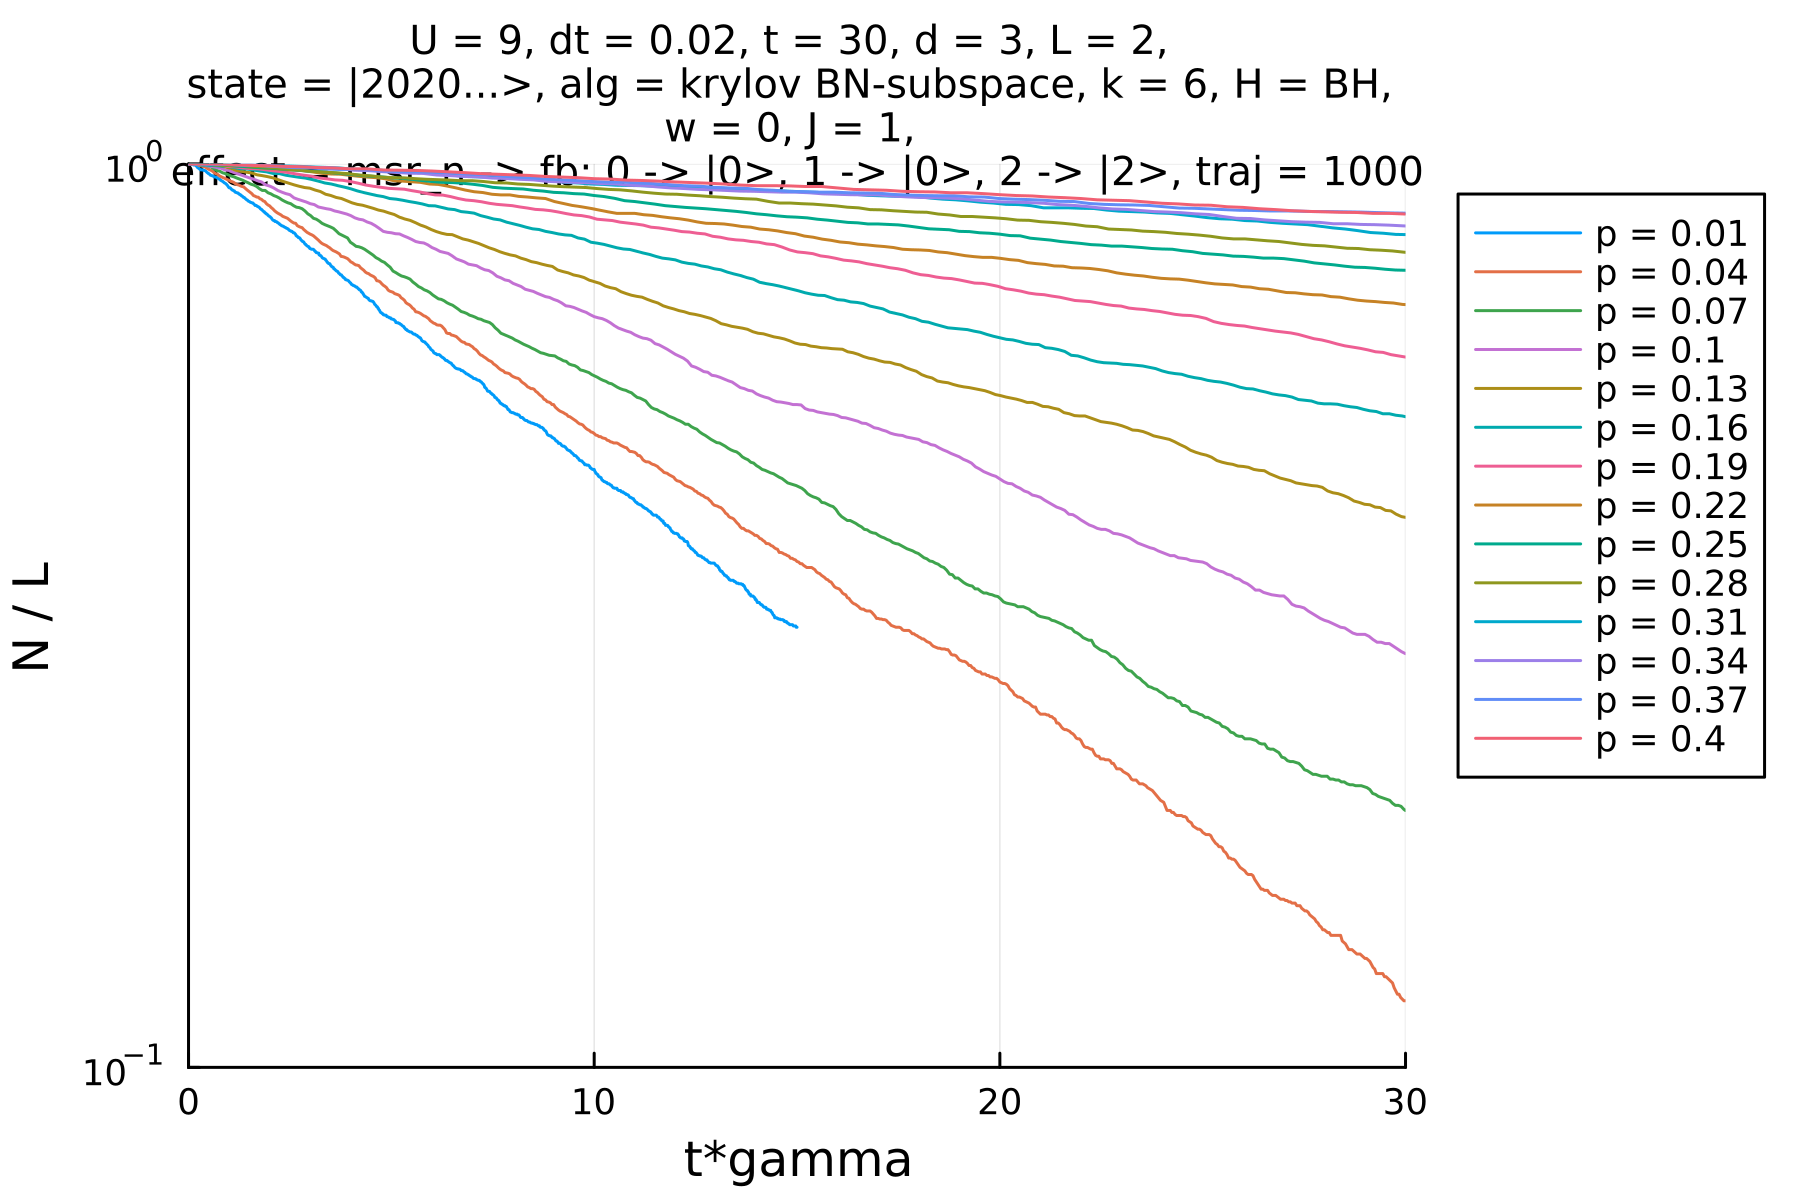 U = 9, dt = 0.02, t = 30, d = 3, L = 2,
state = |2020...>, alg = krylov BN-subspace, k = 6, H = BH,
w = 0, J = 1,
effect = msr_p -> fb: 0 -> |0>, 1 -> |0>, 2 -> |2>, traj = 1000
10⁰
p = 0.01
p = 0.04
p = 0.07
p = 0.1
p = 0.13
p = 0.16
p = 0.19
p = 0.22
p = 0.25
p = 0.28
p = 0.31
p = 0.34
p = 0.37
p = 0.4
N / L
10⁻¹
0 10 20 30
t*gamma